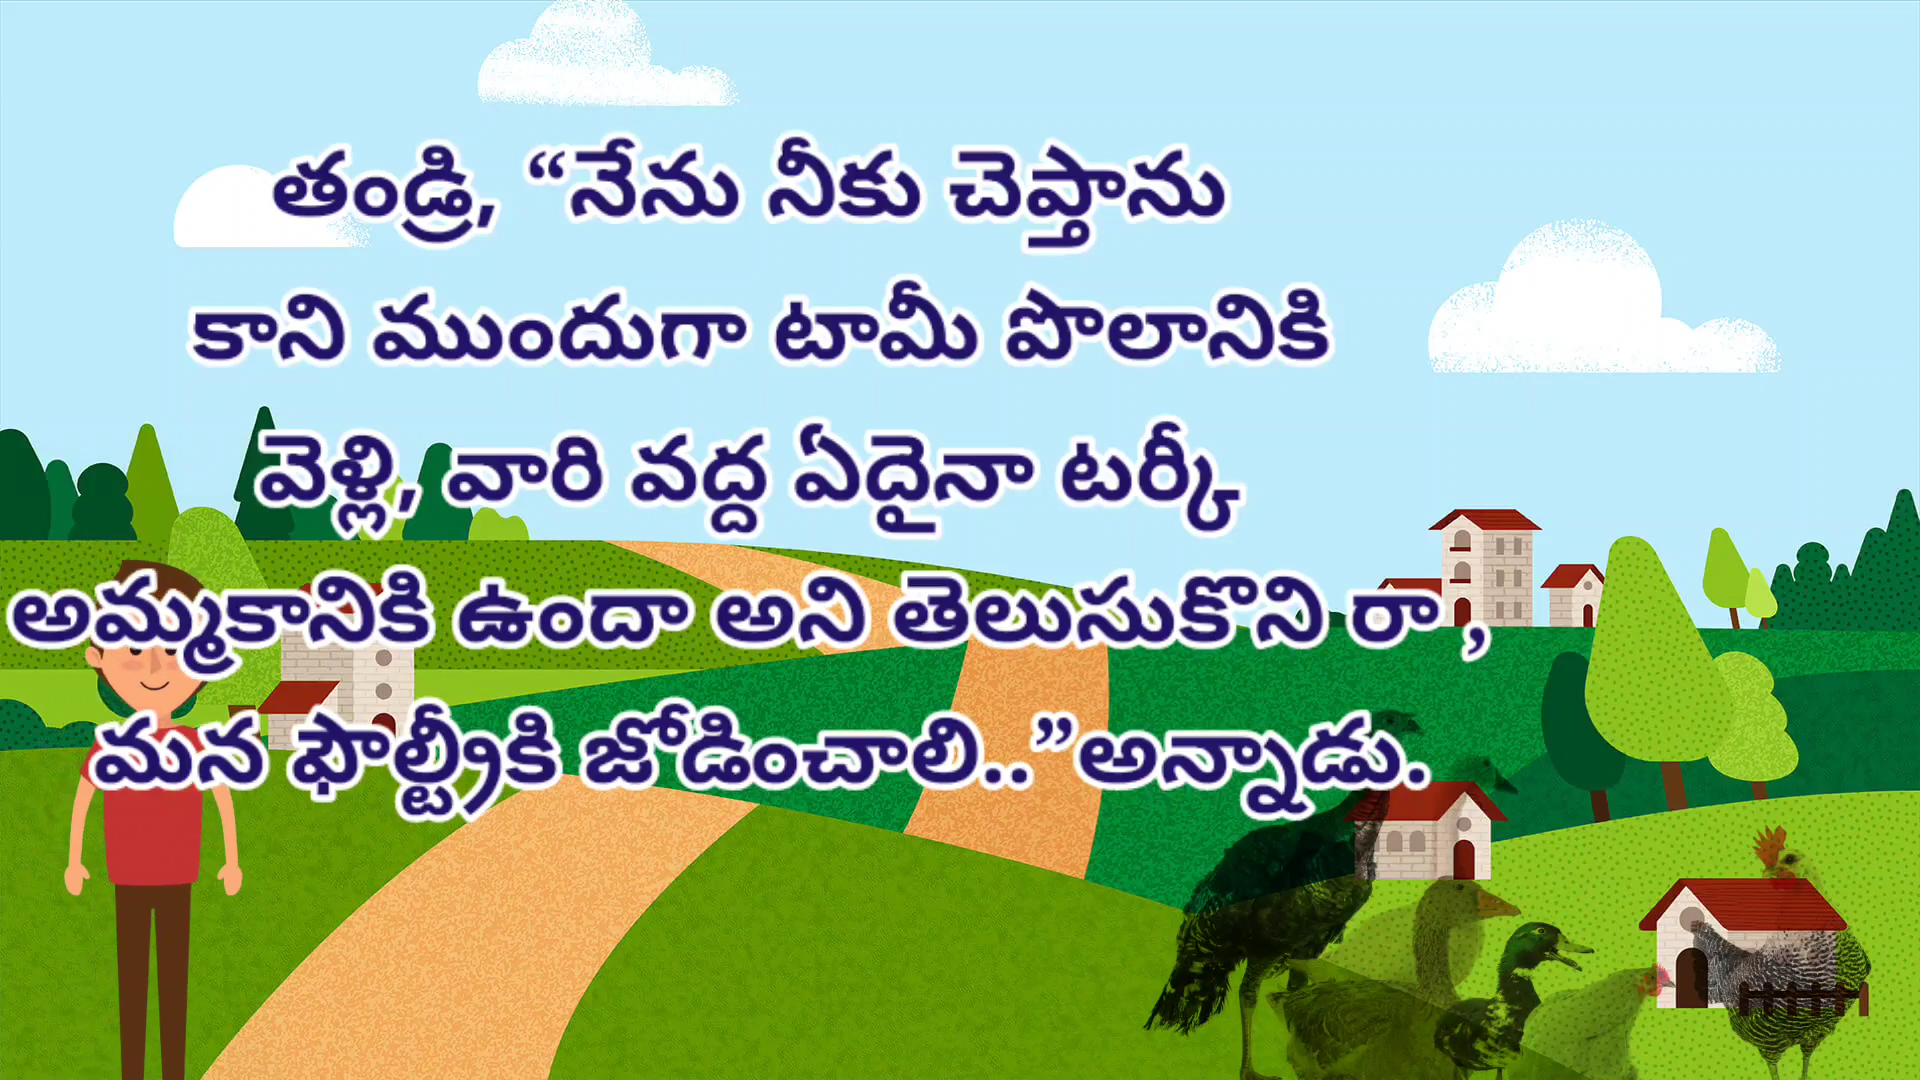 తండ్రి, “నేను నీకు చెప్తాను
కాని ముందుగా టామీ పొలానికి
వెళ్లి, వారి వద్ద ఏదైనా టర్కీ
అమ్మకానికి ఉందా అని తెలుసుకొని రా ,
మన ఫౌల్ట్రీకి జోడించాలి..”అన్నాడు.